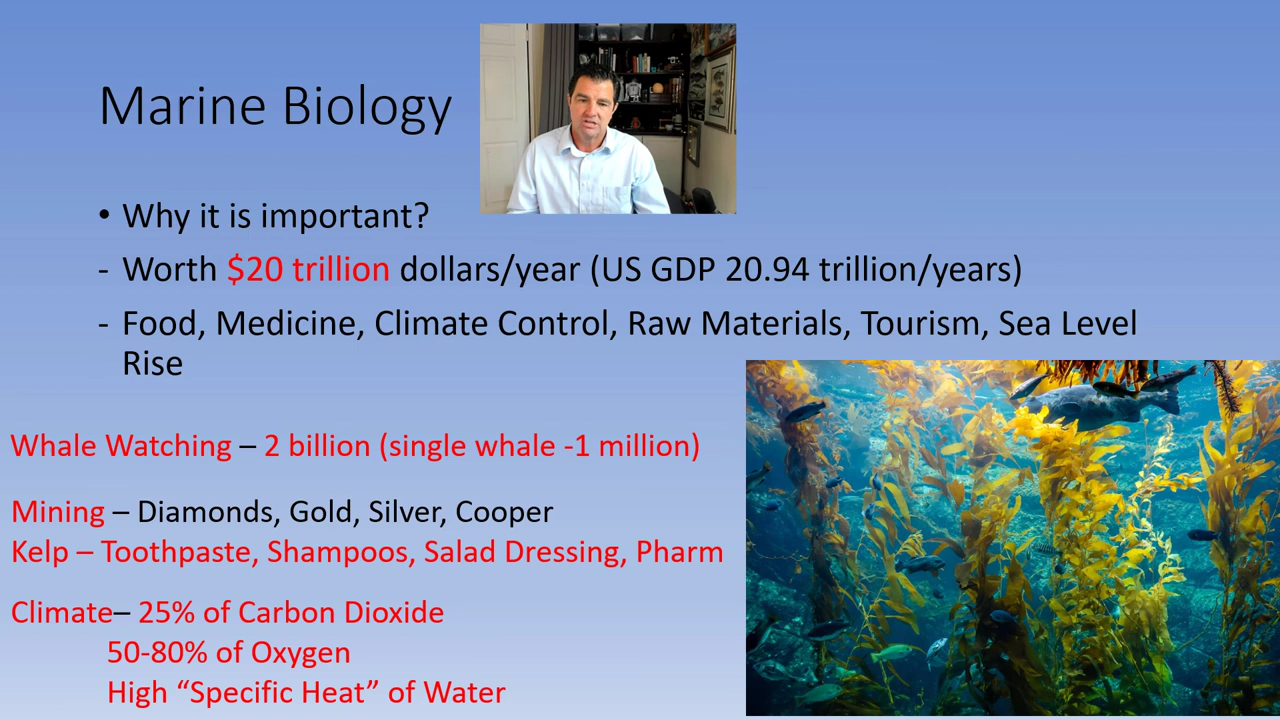 Marine Biology
• Why it is important?
- Worth $20 trillion dollars/year (US GDP 20.94 trillion/years)
- Food, Medicine, Climate Control, Raw Materials, Tourism, Sea Level
Rise
Whale Watching – 2 billion (single whale -1 million)
Mining – Diamonds, Gold, Silver, Cooper
Kelp – Toothpaste, Shampoos, Salad Dressing, Pharm
Climate– 25% of Carbon Dioxide
50-80% of Oxygen
High “Specific Heat” of Water